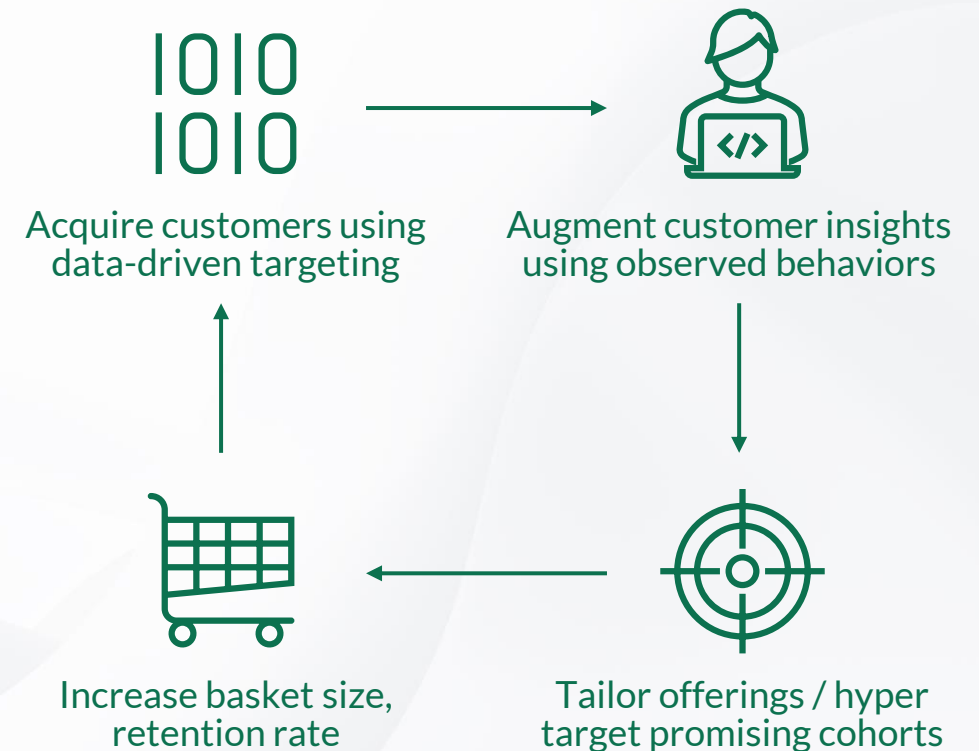 1010
1010
</>
Acquire customers using
data-driven targeting
Augment customer insights
using observed behaviors
Increase basket size,
retention rate
Tailor offerings / hyper
target promising cohorts